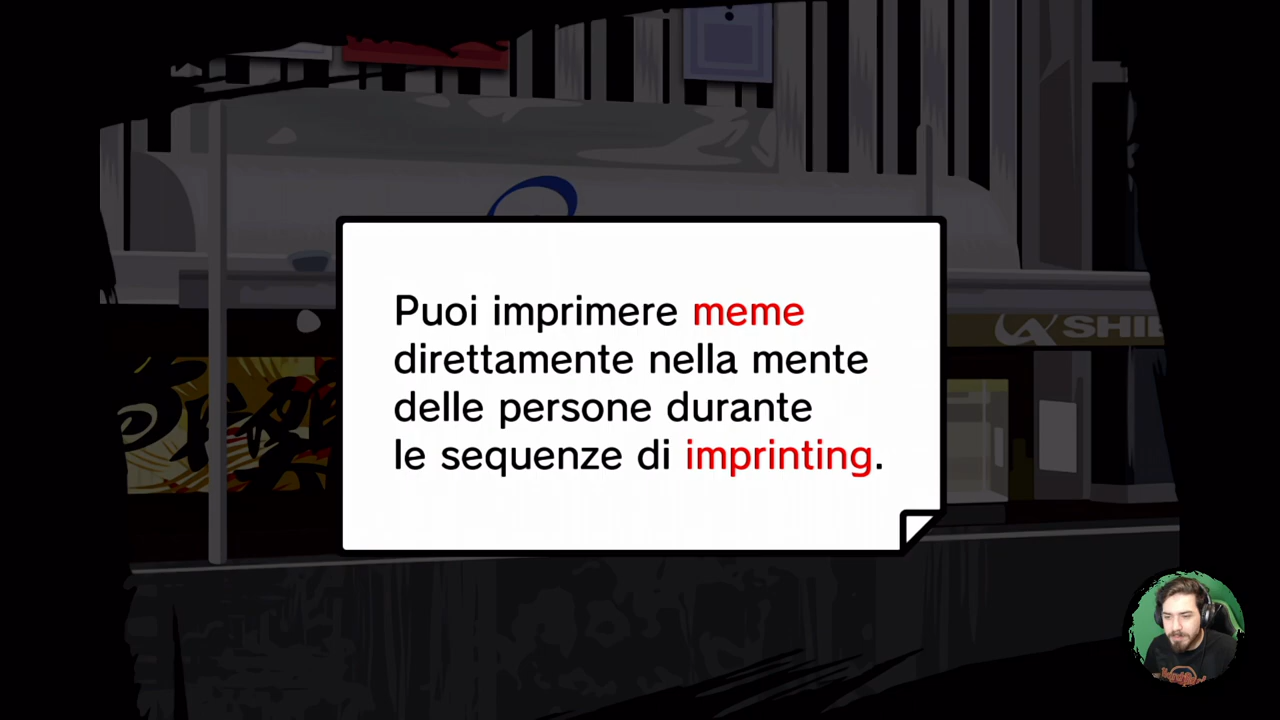 Puoi imprimere meme
direttamente nella mente
delle persone durante
le sequenze di imprinting.
SHIB